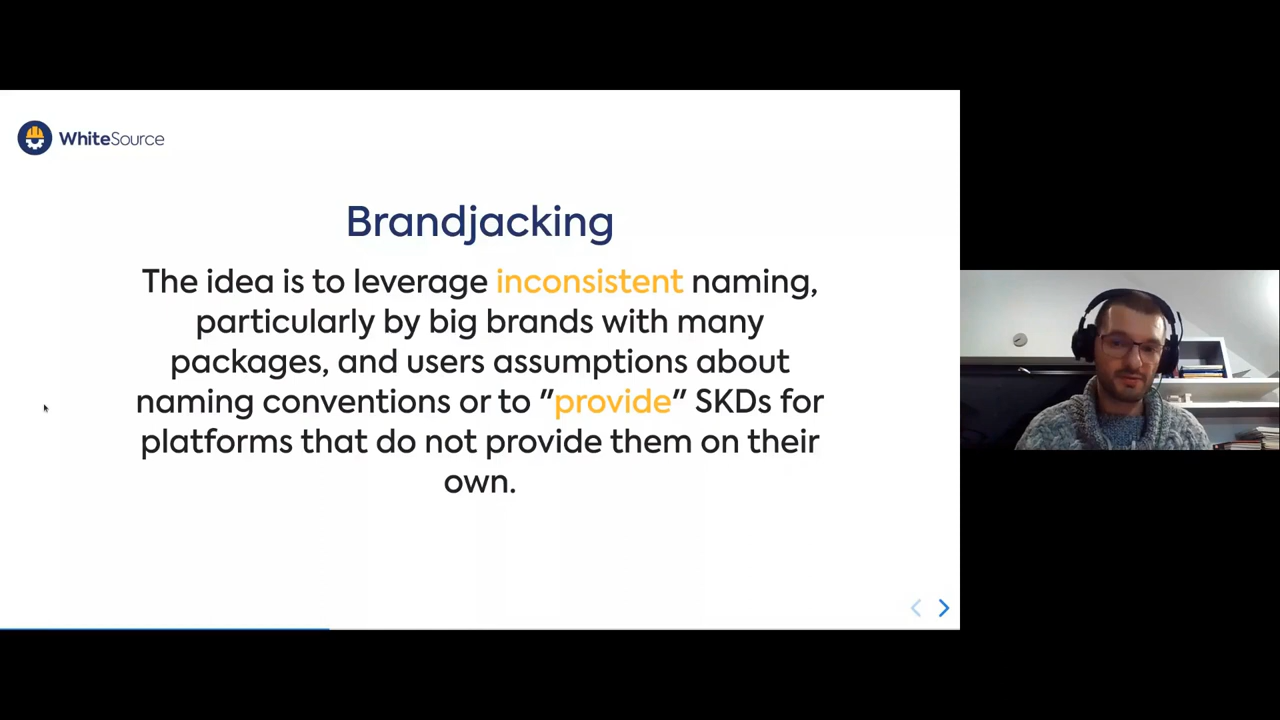 WhiteSource
Brandjacking
The idea is to leverage inconsistent naming,
particularly by big brands with many
packages, and users assumptions about
naming conventions or to "provide" SKDs for
platforms that do not provide them on their
own.